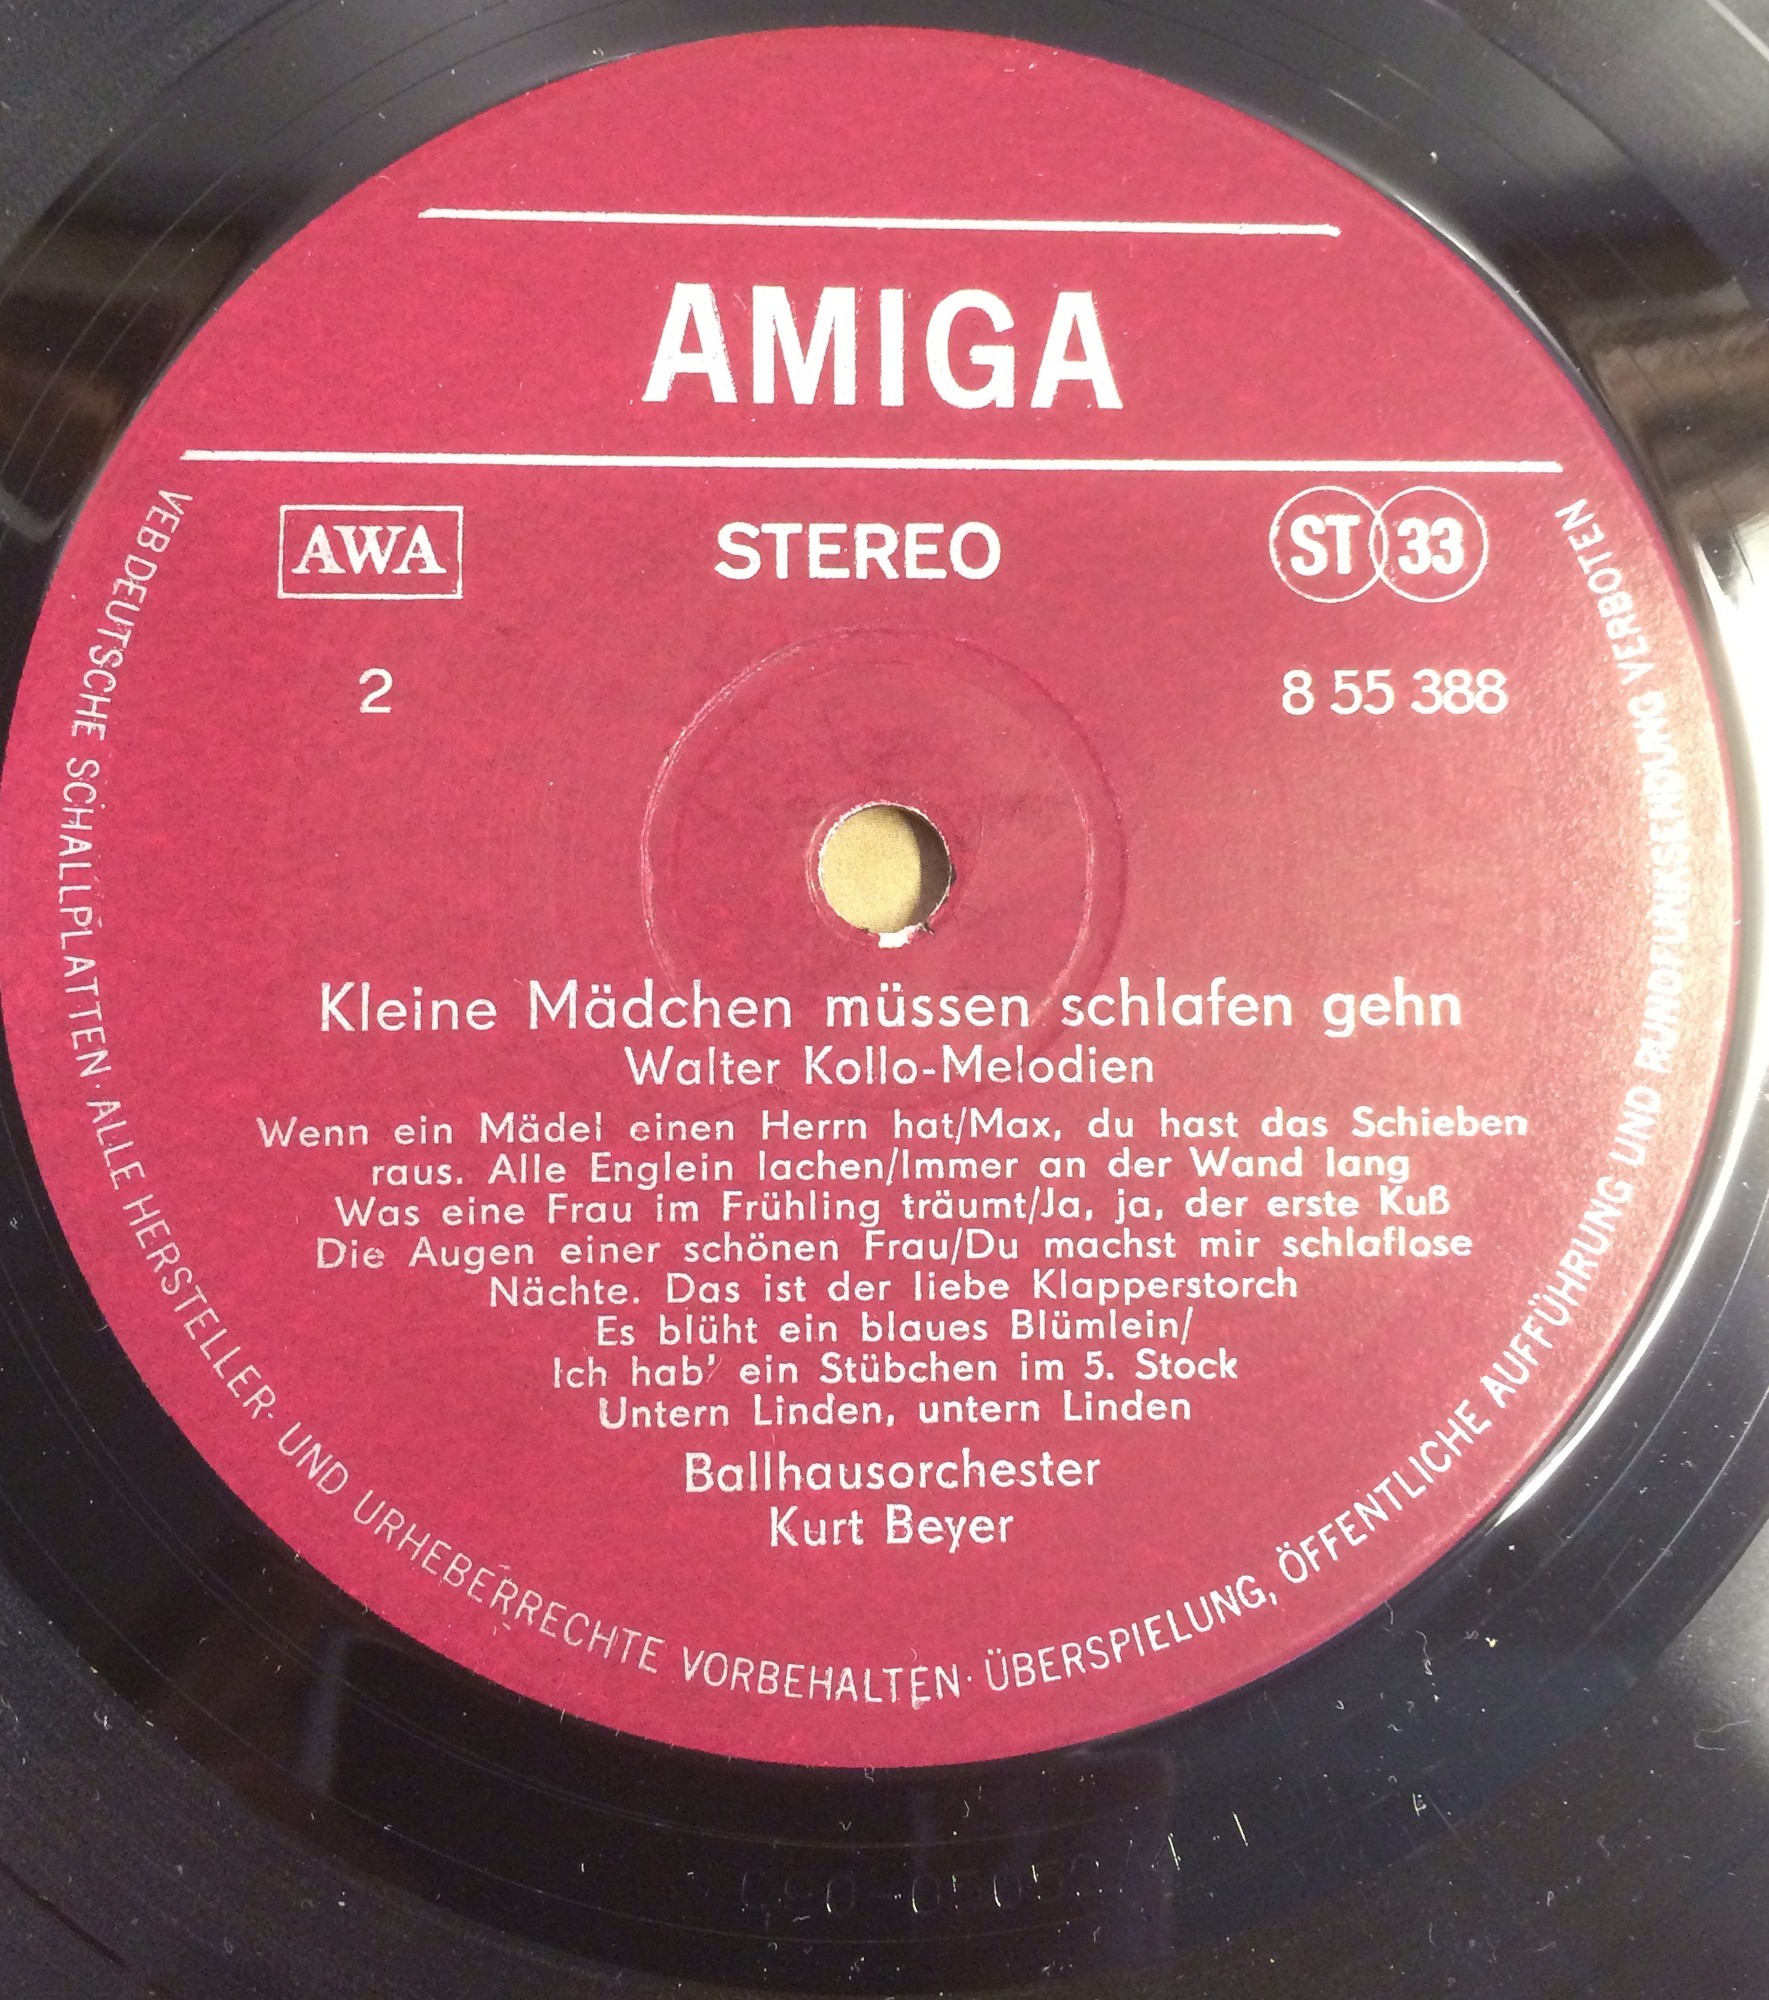 AMIGA
AWA
STEREO
ST 33
2
8 55 388
Kleine Mädchen müssen schlafen gehn
Walter Kollo-Melodien
Wenn ein Mädel einen Herrn hat/Max, du hast das Schieben
raus. Alle Englein lachen/Immer an der Wand lang
Was eine Frau im Frühling träumt/Ja, ja, der erste Kuß
Die Augen einer schönen Frau/Du machst mir schlaflose
Nächte. Das ist der liebe Klapperstorch
Es blüht ein blaues Blümlein/
Ich hab' ein Stübchen im 5. Stock
Untern Linden, untern Linden
Ballhausorchester
Kurt Beyer
VEB DEUTSCHE SCHALLPLATTEN · ALLE HERSTELLER- UND URHEBERRECHTE VORBEHALTEN · ÜBERSPIELUNG, ÖFFENTLICHE AUFFÜHRUNG UND RUNDFUNKSENDUNG VERBOTEN